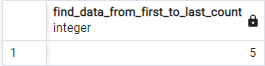 find_data_from_first_to_last_count
integer
1 5